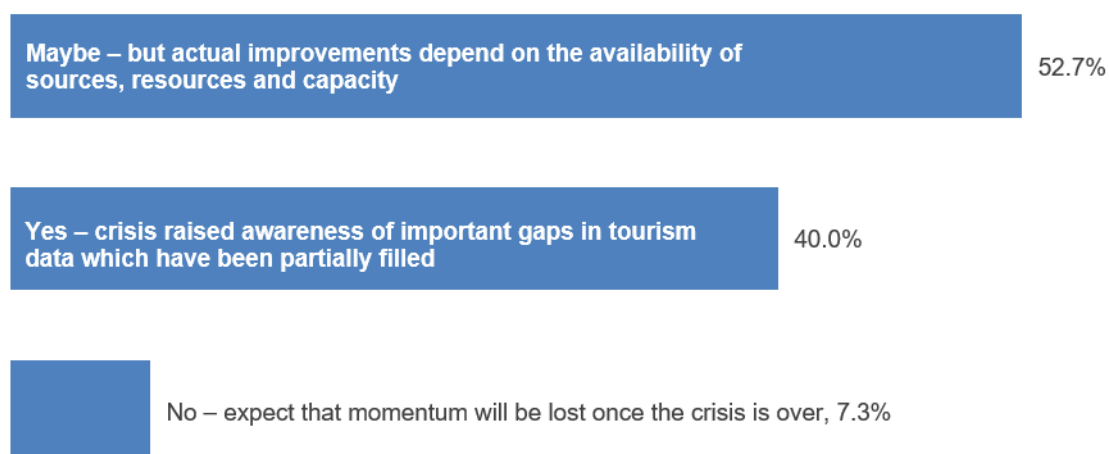 Maybe – but actual improvements depend on the availability of
sources, resources and capacity
52.7%
Yes – crisis raised awareness of important gaps in tourism
data which have been partially filled
40.0%
No – expect that momentum will be lost once the crisis is over, 7.3%